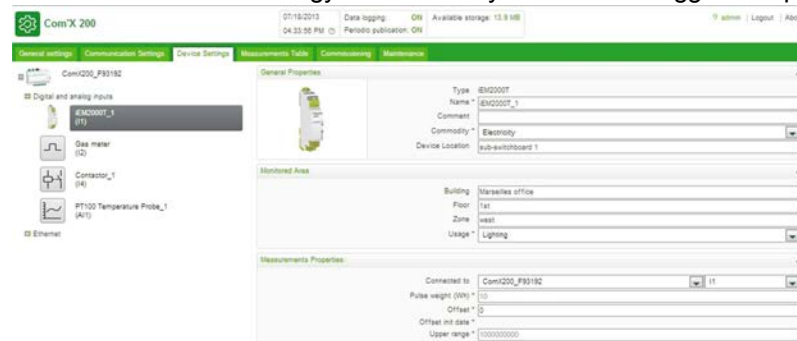 Com'X 200
07/18/2013 Data logging: ON Available storage: 13.9 MB
04:33:56 PM Periodic publication: ON
admin | Logout | Abo
General settings Communication Settings Device Settings Measurements Table Commissioning Maintenance
ComX200_F93192
Digital and analog inputs
iEM2000T_1
(I1)
Gas meter
(I2)
Contactor_1
(I4)
PT100 Temperature Probe_1
(AI1)
Ethernet
General Properties
Type iEM2000T
Name * iEM2000T_1
Comment
Commodity * Electricity
Device Location sub-switchboard 1
Monitored Area
Building Marseilles office
Floor 1st
Zone west
Usage * Lighting
Measurements Properties
Connected to ComX200_F93192 I1
Pulse weight (Wh) * 10
Offset * 0
Offset init date *
Upper range * 1000000000